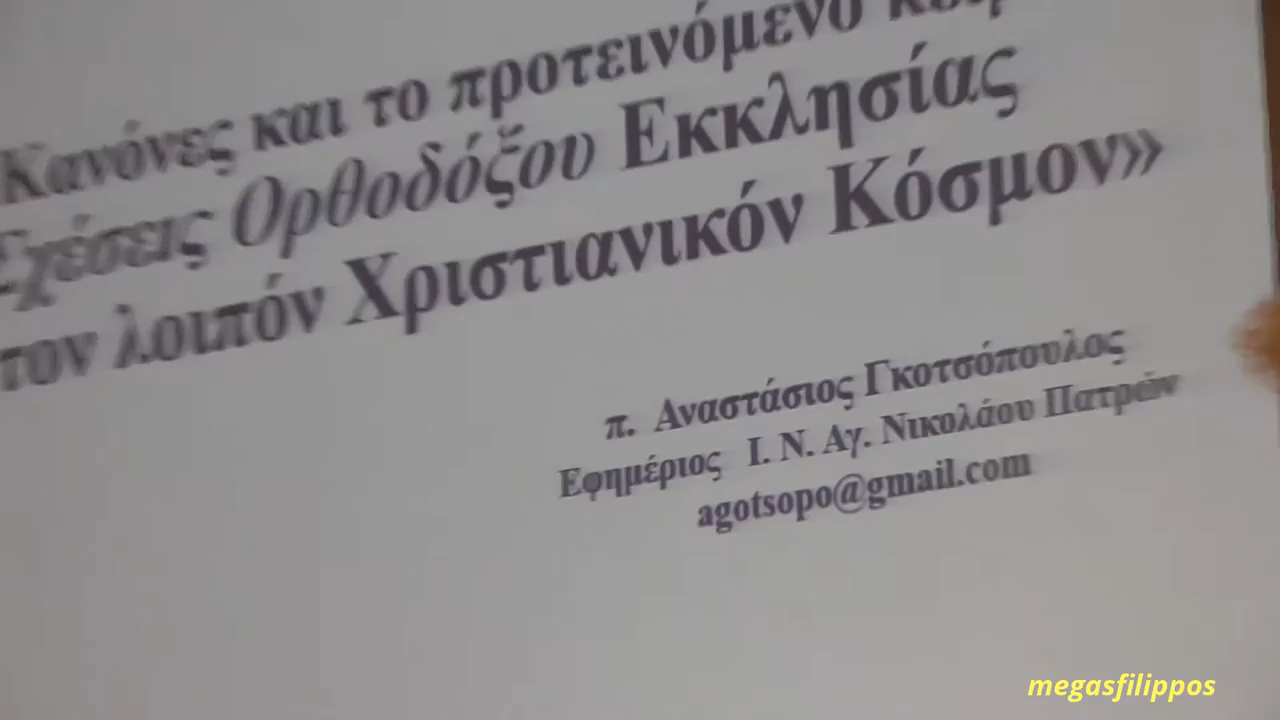 Κανόνες και το προτεινόμενο
Σχέσεις Ορθοδόξου Εκκλησίας
τον λοιπόν Χριστιανικόν Κόσμον»
π. Αναστάσιος Γκοτσόπουλος
Εφημέριος Ι. Ν. Αγ. Νικολάου Πατρών
agotsopo@gmail.com
megasfilippos